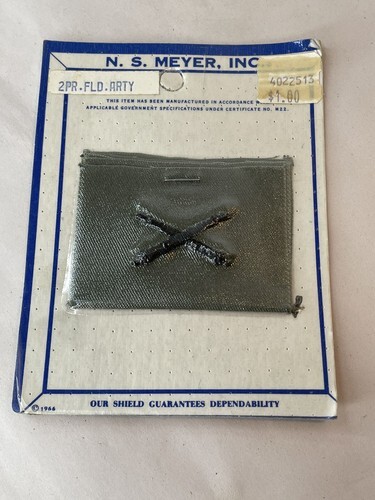 N. S. MEYER, INC
2PR.FLD.ARTY
4022513
$1.00
THIS ITEM HAS BEEN MANUFACTURED IN ACCORDANCE
APPLICABLE GOVERNMENT SPECIFICATIONS UNDER CERTIFICATE NO. M22.
OUR SHIELD GUARANTEES DEPENDABILITY
©1966